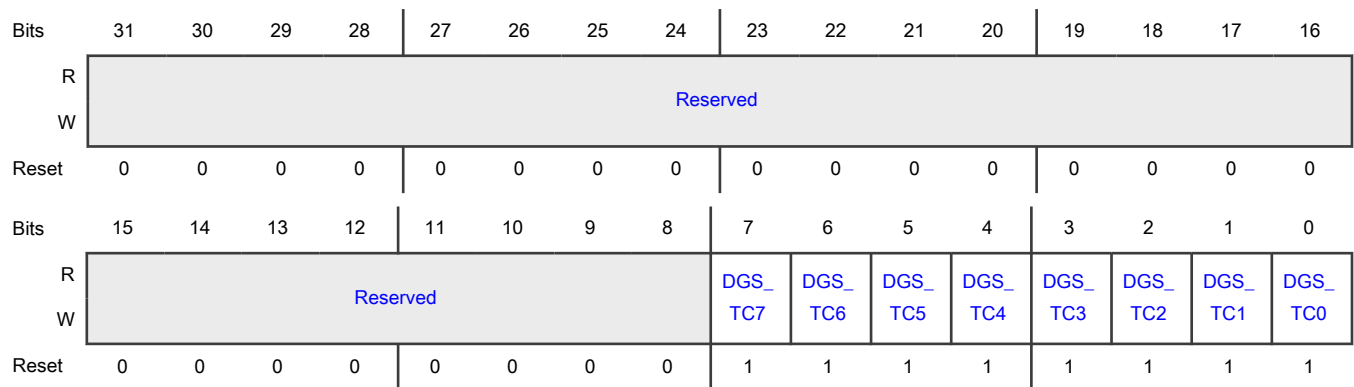 Bits 31 30 29 28 27 26 25 24 23 22 21 20 19 18 17 16
R
Reserved
W
Reset 0 0 0 0 0 0 0 0 0 0 0 0 0 0 0 0
Bits 15 14 13 12 11 10 9 8 7 6 5 4 3 2 1 0
R DGS_ DGS_ DGS_ DGS_ DGS_ DGS_ DGS_ DGS_
Reserved
W TC7 TC6 TC5 TC4 TC3 TC2 TC1 TC0
Reset 0 0 0 0 0 0 0 0 1 1 1 1 1 1 1 1